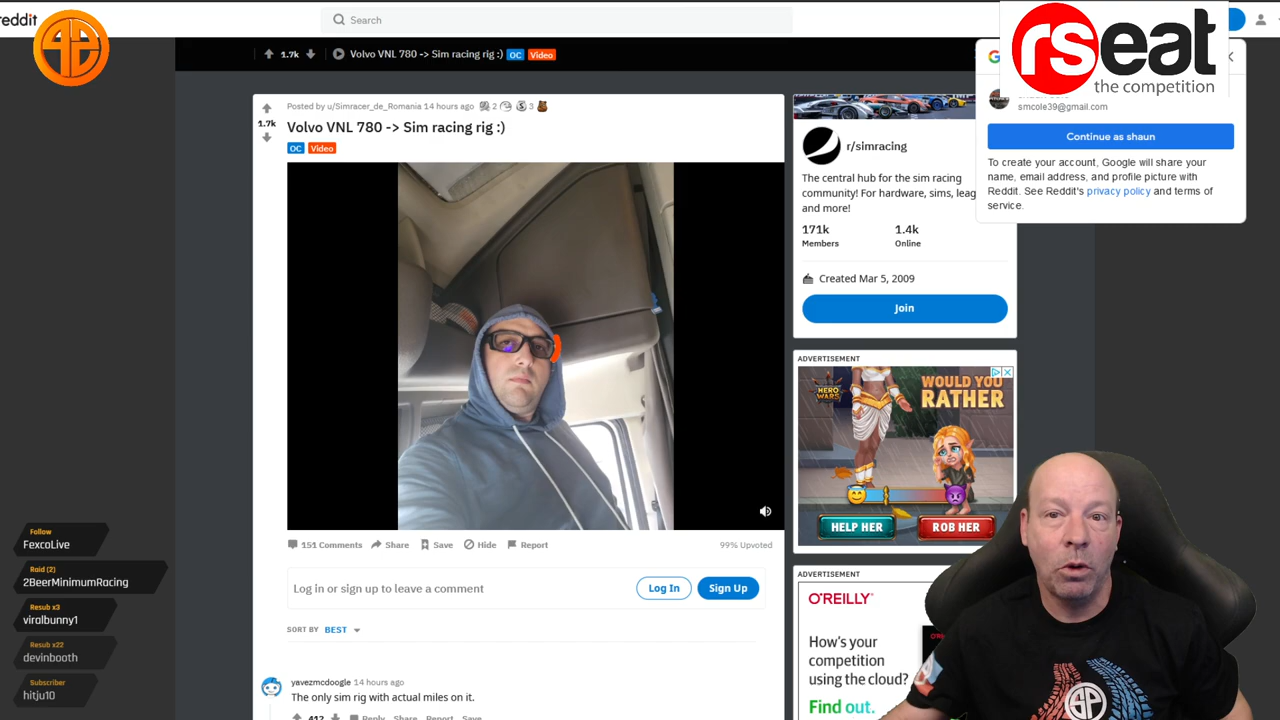 reddit
Search
1.7k
Volvo VNL 780 -> Sim racing rig :)
OC
Video
rseat
the competition
smcole39@gmail.com
Continue as shaun
To create your account, Google will share your
name, email address, and profile picture with
Reddit. See Reddit's privacy policy and terms of
service.
1.7k
Posted by u/Simracer_de_Romania 14 hours ago
2
3
Volvo VNL 780 -> Sim racing rig :)
OC
Video
r/simracing
The central hub for the sim racing
community! For hardware, sims, leag
and more!
171k
1.4k
Members
Online
Created Mar 5, 2009
Join
ADVERTISEMENT
HERO
WARS
WOULD YOU
RATHER
HELP HER
ROB HER
151 Comments
Share
Save
Hide
Report
99% Upvoted
Log in or sign up to leave a comment
Log In
Sign Up
SORT BY
BEST
yavezmcdoogle 14 hours ago
The only sim rig with actual miles on it.
412
Reply
Share
Report
Save
ADVERTISEMENT
O'REILLY
How's your
competition
using the cloud?
Find out.
Follow
FexcoLive
Raid (2)
2BeerMinimumRacing
Resub x3
viralbunny1
Resub x22
devinbooth
Subscriber
hitju10
SP